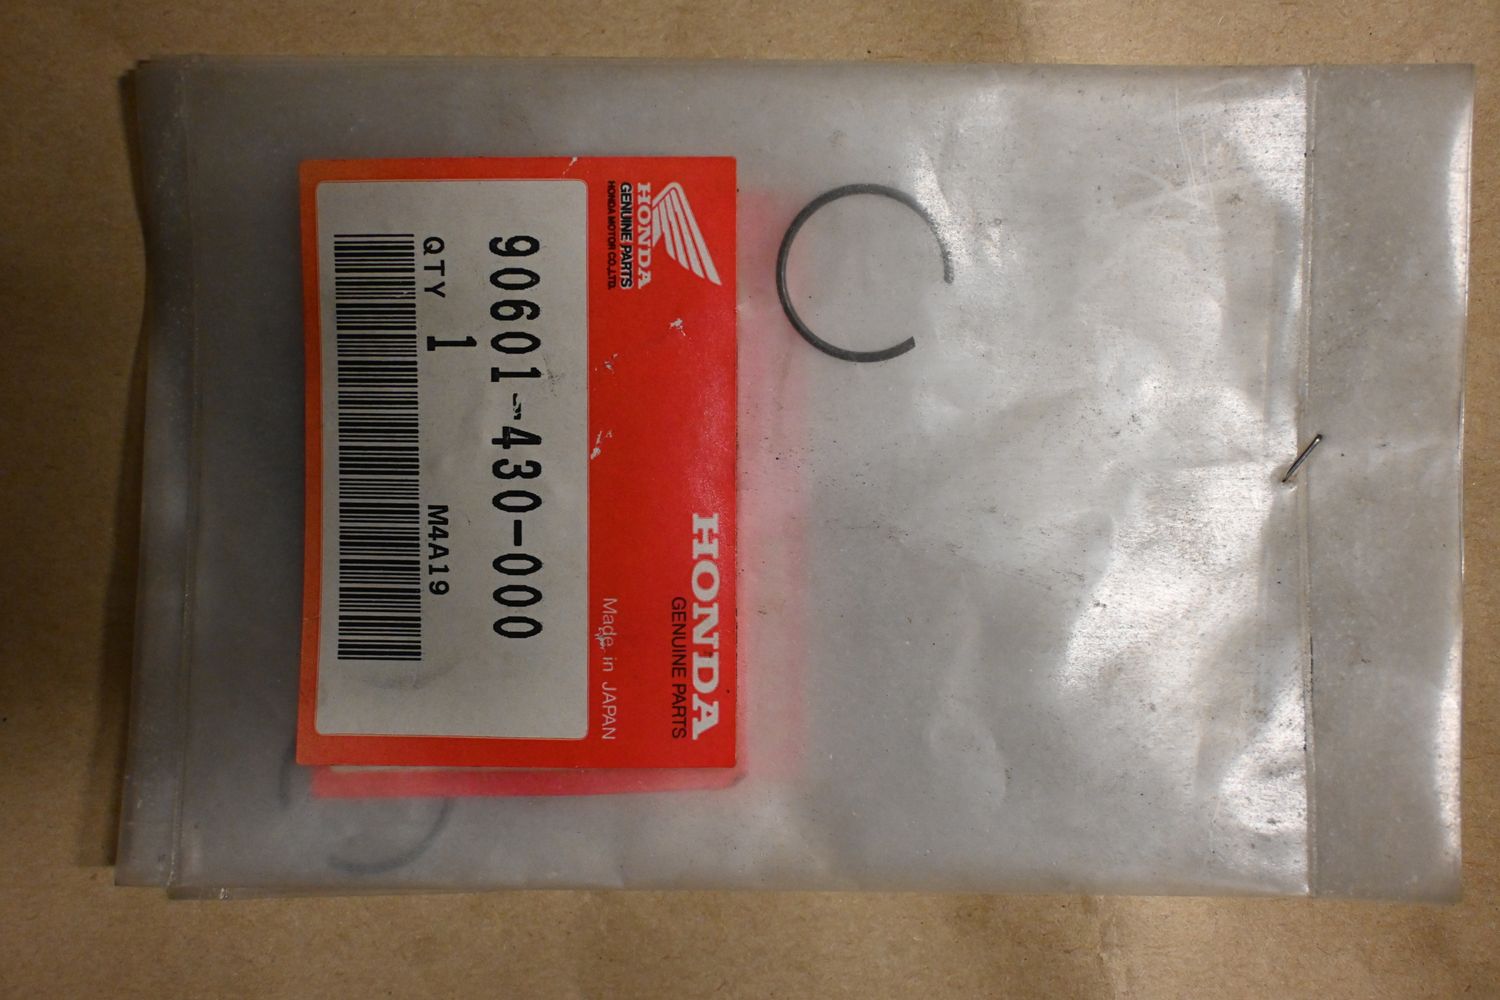 HONDA
GENUINE PARTS
HONDA
GENUINE PARTS
HONDA MOTOR CO.,LTD.
Made in JAPAN
90601-430-000
QTY 1
M4A19